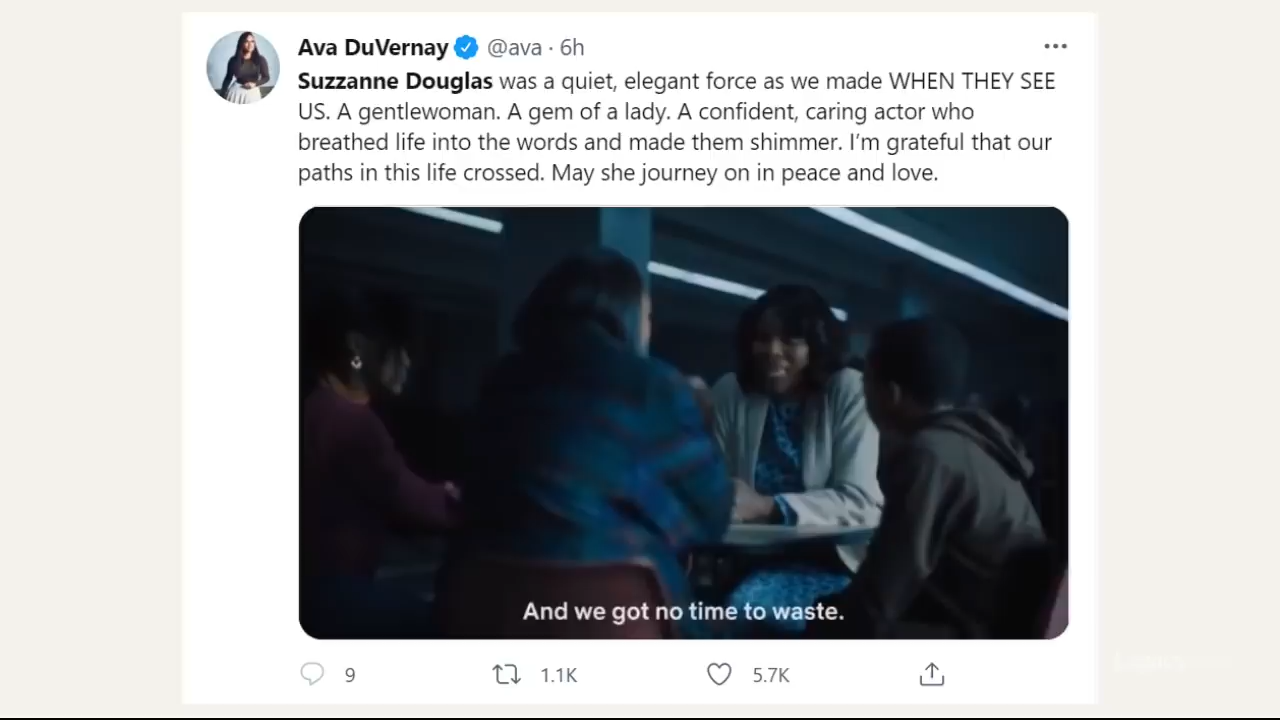 Ava DuVernay @ava · 6h
Suzzanne Douglas was a quiet, elegant force as we made WHEN THEY SEE
US. A gentlewoman. A gem of a lady. A confident, caring actor who
breathed life into the words and made them shimmer. I’m grateful that our
paths in this life crossed. May she journey on in peace and love.
And we got no time to waste.
9 1.1K 5.7K